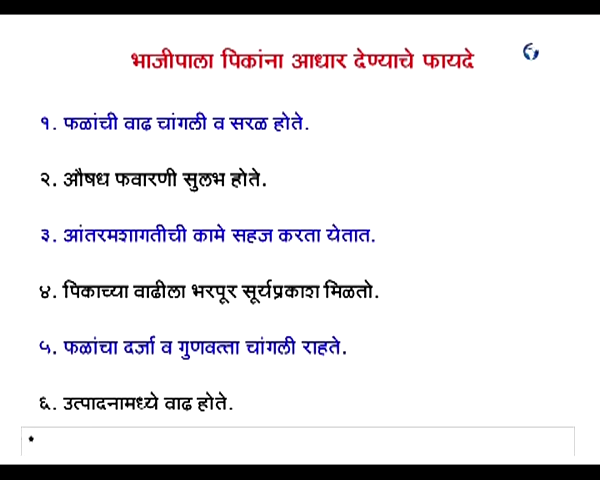 भाजीपाला पिकांना आधार देण्याचे फायदे
१. फळांची वाढ चांगली व सरळ होते.
२. औषध फवारणी सुलभ होते.
३. आंतरमशागतीची कामे सहज करता येतात.
४. पिकाच्या वाढीला भरपूर सूर्यप्रकाश मिळतो.
५. फळांचा दर्जा व गुणवत्ता चांगली राहते.
६. उत्पादनामध्ये वाढ होते.